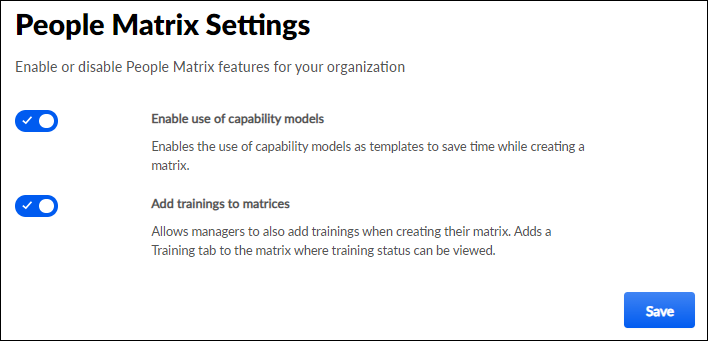 People Matrix Settings
Enable or disable People Matrix features for your organization
Enable use of capability models
Enables the use of capability models as templates to save time while creating a
matrix.
Add trainings to matrices
Allows managers to also add trainings when creating their matrix. Adds a
Training tab to the matrix where training status can be viewed.
Save